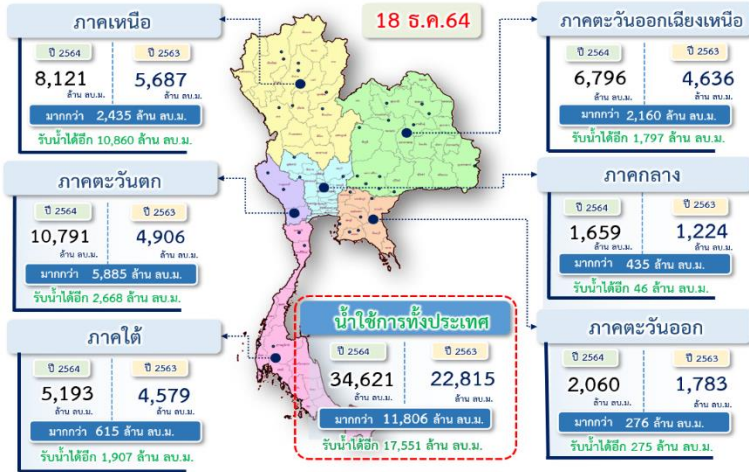 18 ธ.ค.64
ภาคเหนือ
ปี 2564 ปี 2563
8,121 5,687
ล้าน ลบ.ม. ล้าน ลบ.ม.
มากกว่า 2,435 ล้าน ลบ.ม.
รับน้ำได้อีก 10,860 ล้าน ลบ.ม.
ภาคตะวันออกเฉียงเหนือ
ปี 2564 ปี 2563
6,796 4,636
ล้าน ลบ.ม. ล้าน ลบ.ม.
มากกว่า 2,160 ล้าน ลบ.ม.
รับน้ำได้อีก 1,797 ล้าน ลบ.ม.
ภาคตะวันตก
ปี 2564 ปี 2563
10,791 4,906
ล้าน ลบ.ม. ล้าน ลบ.ม.
มากกว่า 5,885 ล้าน ลบ.ม.
รับน้ำได้อีก 2,668 ล้าน ลบ.ม.
ภาคกลาง
ปี 2564 ปี 2563
1,659 1,224
ล้าน ลบ.ม. ล้าน ลบ.ม.
มากกว่า 435 ล้าน ลบ.ม.
รับน้ำได้อีก 46 ล้าน ลบ.ม.
ภาคใต้
ปี 2564 ปี 2563
5,193 4,579
ล้าน ลบ.ม. ล้าน ลบ.ม.
มากกว่า 615 ล้าน ลบ.ม.
รับน้ำได้อีก 1,907 ล้าน ลบ.ม.
น้ำใช้การทั้งประเทศ
ปี 2564 ปี 2563
34,621 22,815
ล้าน ลบ.ม. ล้าน ลบ.ม.
มากกว่า 11,806 ล้าน ลบ.ม.
รับน้ำได้อีก 17,551 ล้าน ลบ.ม.
ภาคตะวันออก
ปี 2564 ปี 2563
2,060 1,783
ล้าน ลบ.ม. ล้าน ลบ.ม.
มากกว่า 276 ล้าน ลบ.ม.
รับน้ำได้อีก 275 ล้าน ลบ.ม.